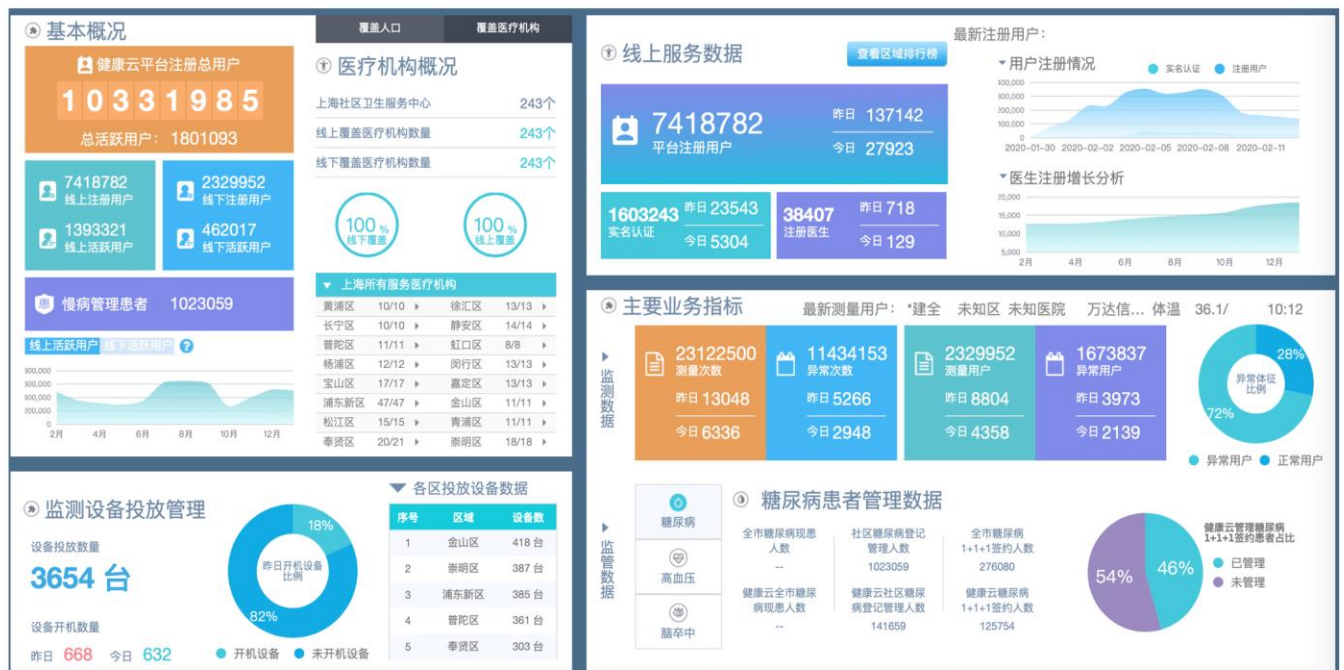 基本概况
健康云平台注册总用户
10331985
总活跃用户： 1801093
7418782
线上注册用户
2329952
线下注册用户
1393321
线上活跃用户
462017
线下活跃用户
慢病管理患者 1023059
线上活跃用户 线下活跃用户 ?
800,000
600,000
400,000
200,000
0
2月 4月 6月 8月 10月 12月
覆盖人口 覆盖医疗机构
医疗机构概况
上海社区卫生服务中心 243个
线上覆盖医疗机构数量 243个
线下覆盖医疗机构数量 243个
100 %
线下覆盖
100 %
线上覆盖
上海所有服务医疗机构
黄浦区 10/10 徐汇区 13/13
长宁区 10/10 静安区 14/14
普陀区 11/11 虹口区 8/8
杨浦区 12/12 闵行区 13/13
宝山区 17/17 嘉定区 13/13
浦东新区 47/47 金山区 11/11
松江区 15/15 青浦区 11/11
奉贤区 20/21 崇明区 18/18
监测设备投放管理
设备投放数量
3654 台
设备开机数量
昨日 668 今日 632
18%
昨日开机设备
比例
82%
开机设备 未开机设备
各区投放设备数据
序号 区域 设备数
1 金山区 418 台
2 崇明区 387 台
3 浦东新区 385 台
4 普陀区 361 台
5 奉贤区 303 台
线上服务数据
查看区域排行榜
7418782
平台注册用户
昨日 137142
今日 27923
1603243
实名认证
昨日 23543
今日 5304
38407
注册医生
昨日 718
今日 129
最新注册用户：
用户注册情况
实名认证 注册用户
400,000
300,000
200,000
100,000
0
2020-01-30 2020-02-02 2020-02-05 2020-02-08 2020-02-11
医生注册增长分析
20,000
15,000
10,000
5,000
2月 4月 6月 8月 10月 12月
主要业务指标
最新测量用户： *建全 未知区 未知医院 万达信... 体温 36.1/ 10:12
监测数据
23122500
测量次数
昨日 13048
今日 6336
11434153
异常次数
昨日 5266
今日 2948
2329952
测量用户
昨日 8804
今日 4358
1673837
异常用户
昨日 3973
今日 2139
28%
异常体征
比例
72%
异常用户 正常用户
监管数据
糖尿病
高血压
脑卒中
糖尿病患者管理数据
全市糖尿病现患
人数
--
社区糖尿病登记
管理人数
1023059
全市糖尿病
1+1+1签约人数
276080
健康云全市糖尿
病现患人数
--
健康云社区糖尿
病登记管理人数
141659
健康云糖尿病
1+1+1签约人数
125754
54%
46%
健康云管理糖尿病
1+1+1签约患者占比
已管理
未管理